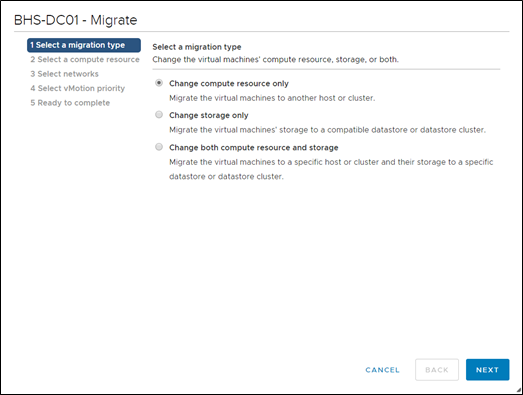 BHS-DC01 - Migrate
1 Select a migration type
2 Select a compute resource
3 Select networks
4 Select vMotion priority
5 Ready to complete
Select a migration type
Change the virtual machines' compute resource, storage, or both.
Change compute resource only
Migrate the virtual machines to another host or cluster.
Change storage only
Migrate the virtual machines' storage to a compatible datastore or datastore cluster.
Change both compute resource and storage
Migrate the virtual machines to a specific host or cluster and their storage to a specific
datastore or datastore cluster.
CANCEL
BACK
NEXT